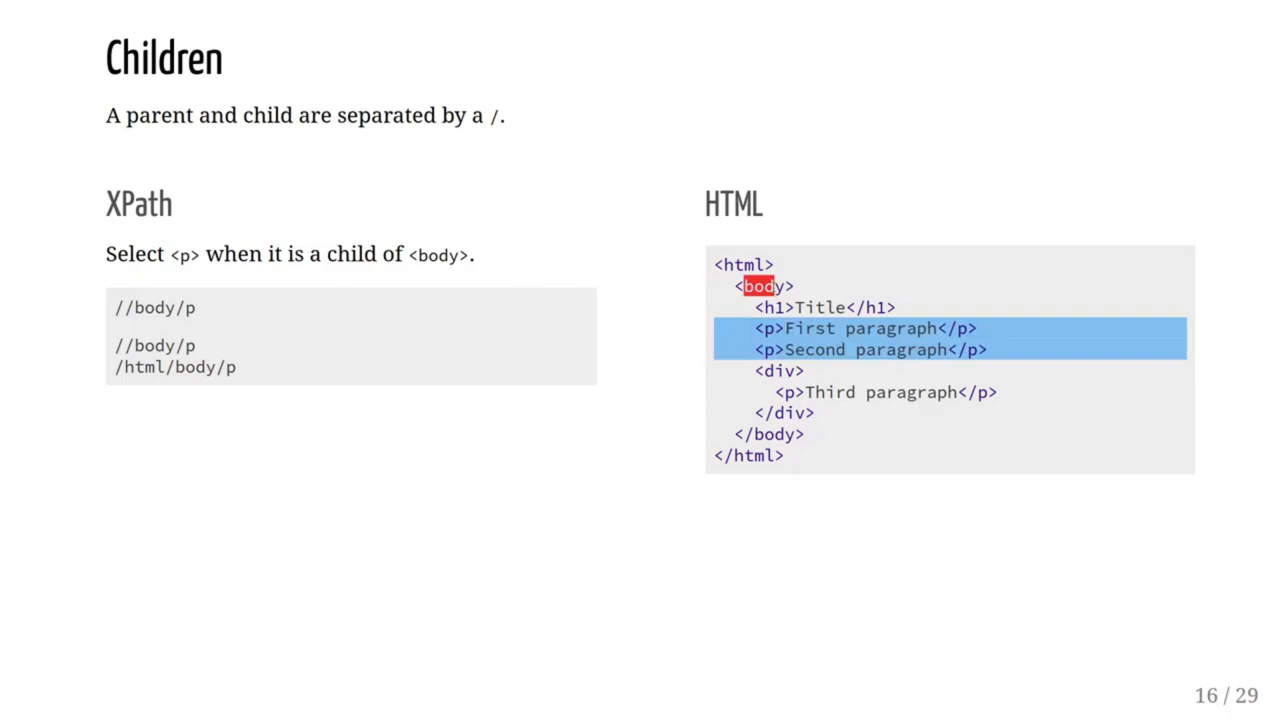 Children
A parent and child are separated by a /.
XPath
Select <p> when it is a child of <body>.
//body/p
//body/p
/html/body/p
HTML
<html>
<body>
<h1>Title</h1>
<p>First paragraph</p>
<p>Second paragraph</p>
<div>
<p>Third paragraph</p>
</div>
</body>
</html>
16 / 29